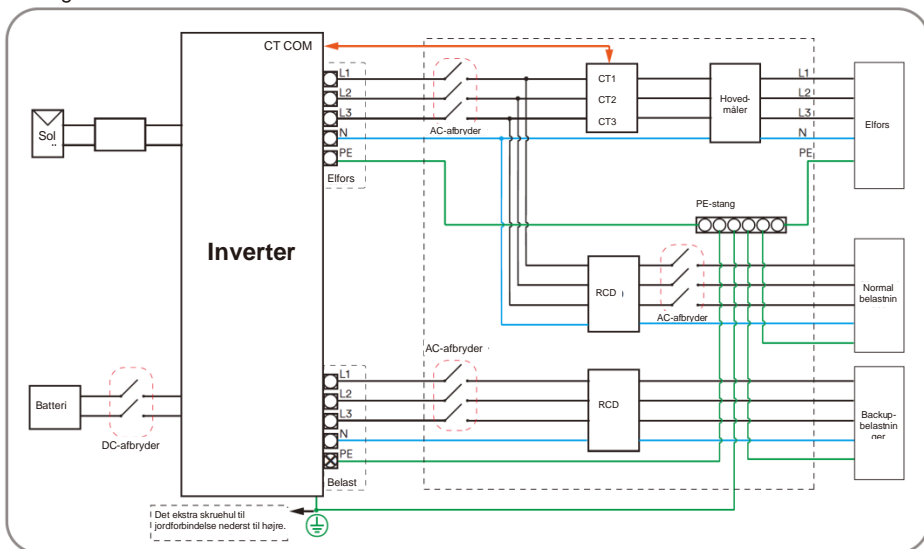 CT COM
L1
L2
L3
N
PE
Elfors
AC-afbryder
CT1
CT2
CT3
Hoved-
måler
L1
L2
L3
N
PE
Elfors
Sol
PE-stang
Inverter
RCD
AC-afbryder
Normal
belastnin
AC-afbryder
L1
L2
L3
N
PE
Belast
RCD
Backup-
belastnin
ger
Batteri
DC-afbryder
Det ekstra skruehul til
jordforbindelse nederst til højre.